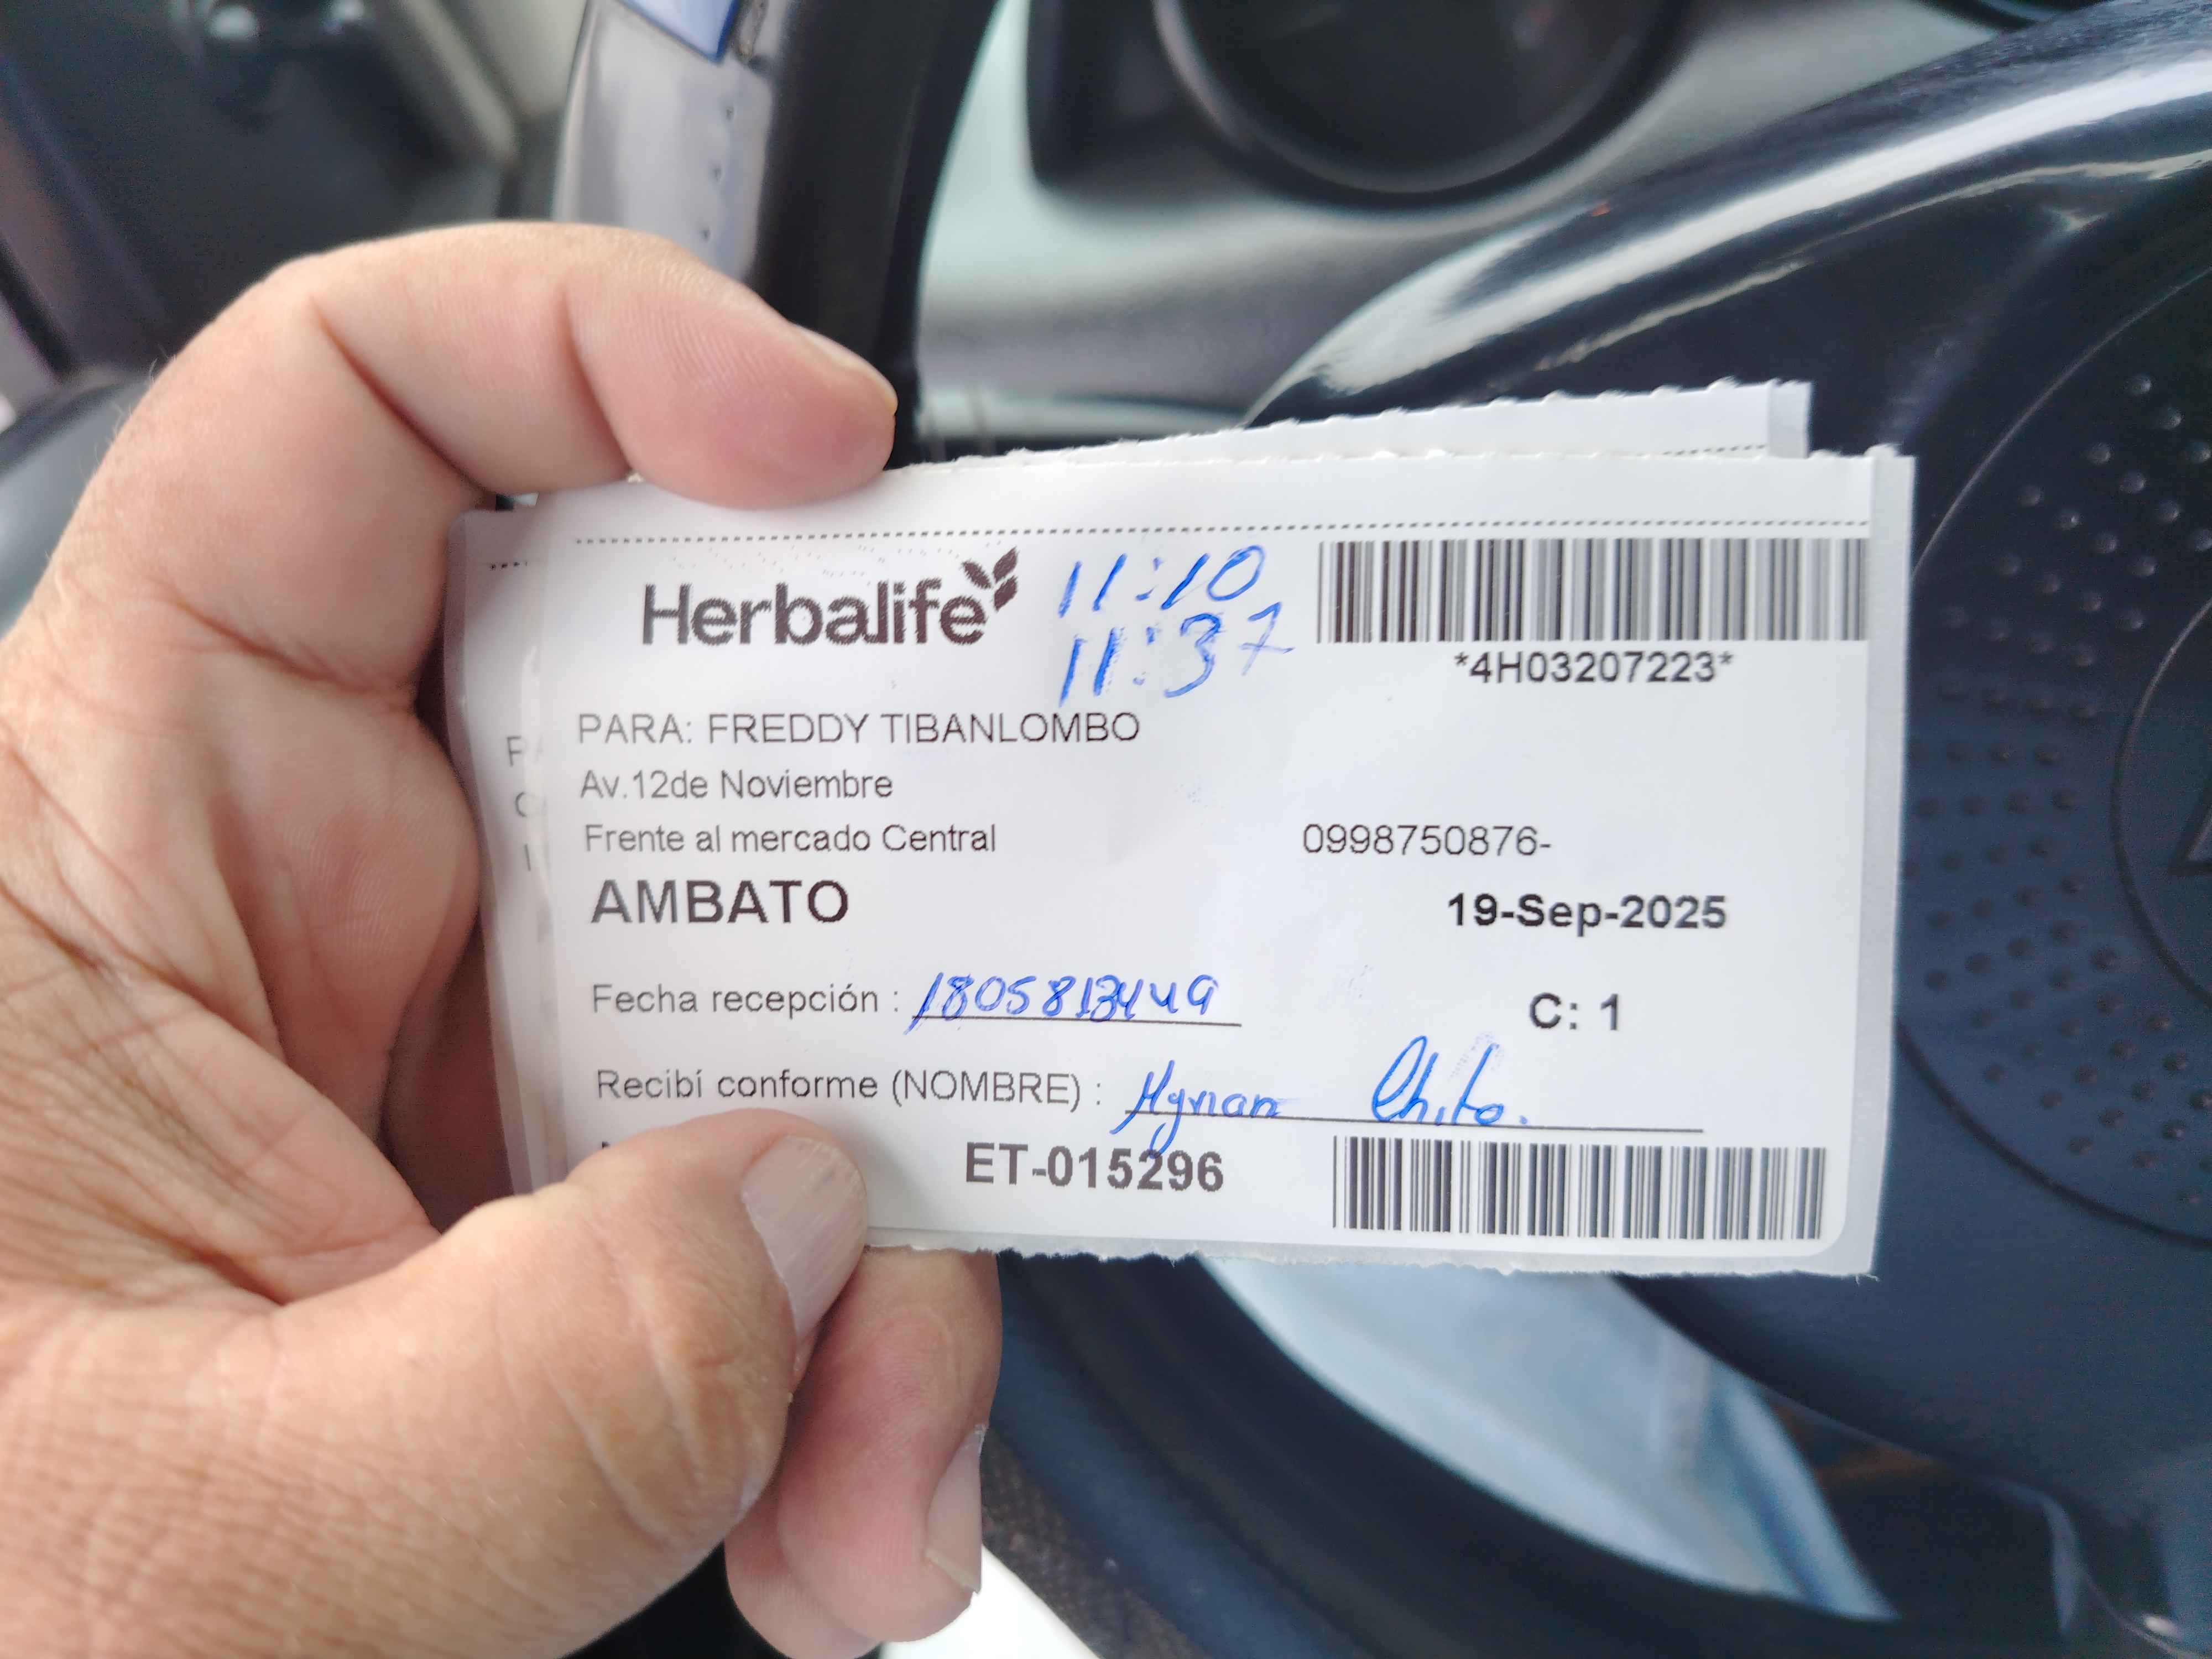 Herbalife
11:10
11:37
*4H03207223*
PARA: FREDDY TIBANLOMBO
Av.12de Noviembre
Frente al mercado Central 0998750876-
AMBATO 19-Sep-2025
Fecha recepción : 1805813449 C: 1
Recibí conforme (NOMBRE) : Myrian
ET-015296